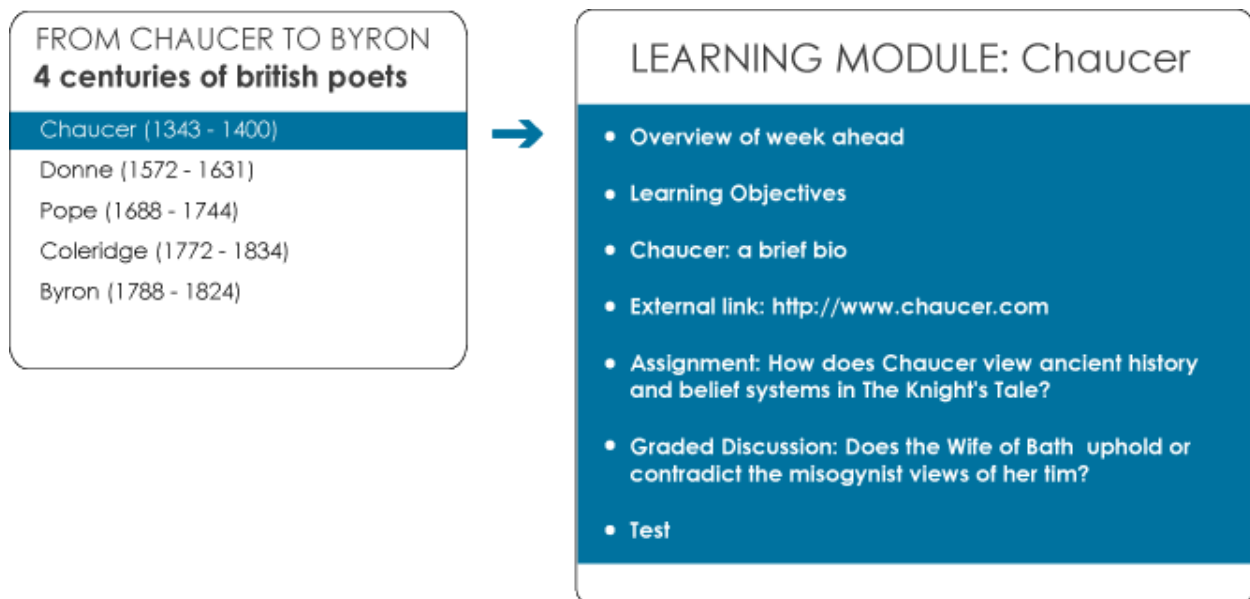 FROM CHAUCER TO BYRON
4 centuries of british poets
Chaucer (1343 - 1400)
Donne (1572 - 1631)
Pope (1688 - 1744)
Coleridge (1772 - 1834)
Byron (1788 - 1824)
LEARNING MODULE: Chaucer
• Overview of week ahead
• Learning Objectives
• Chaucer: a brief bio
• External link: http://www.chaucer.com
• Assignment: How does Chaucer view ancient history
and belief systems in The Knight's Tale?
• Graded Discussion: Does the Wife of Bath  uphold or
contradict the misogynist views of her tim?
• Test